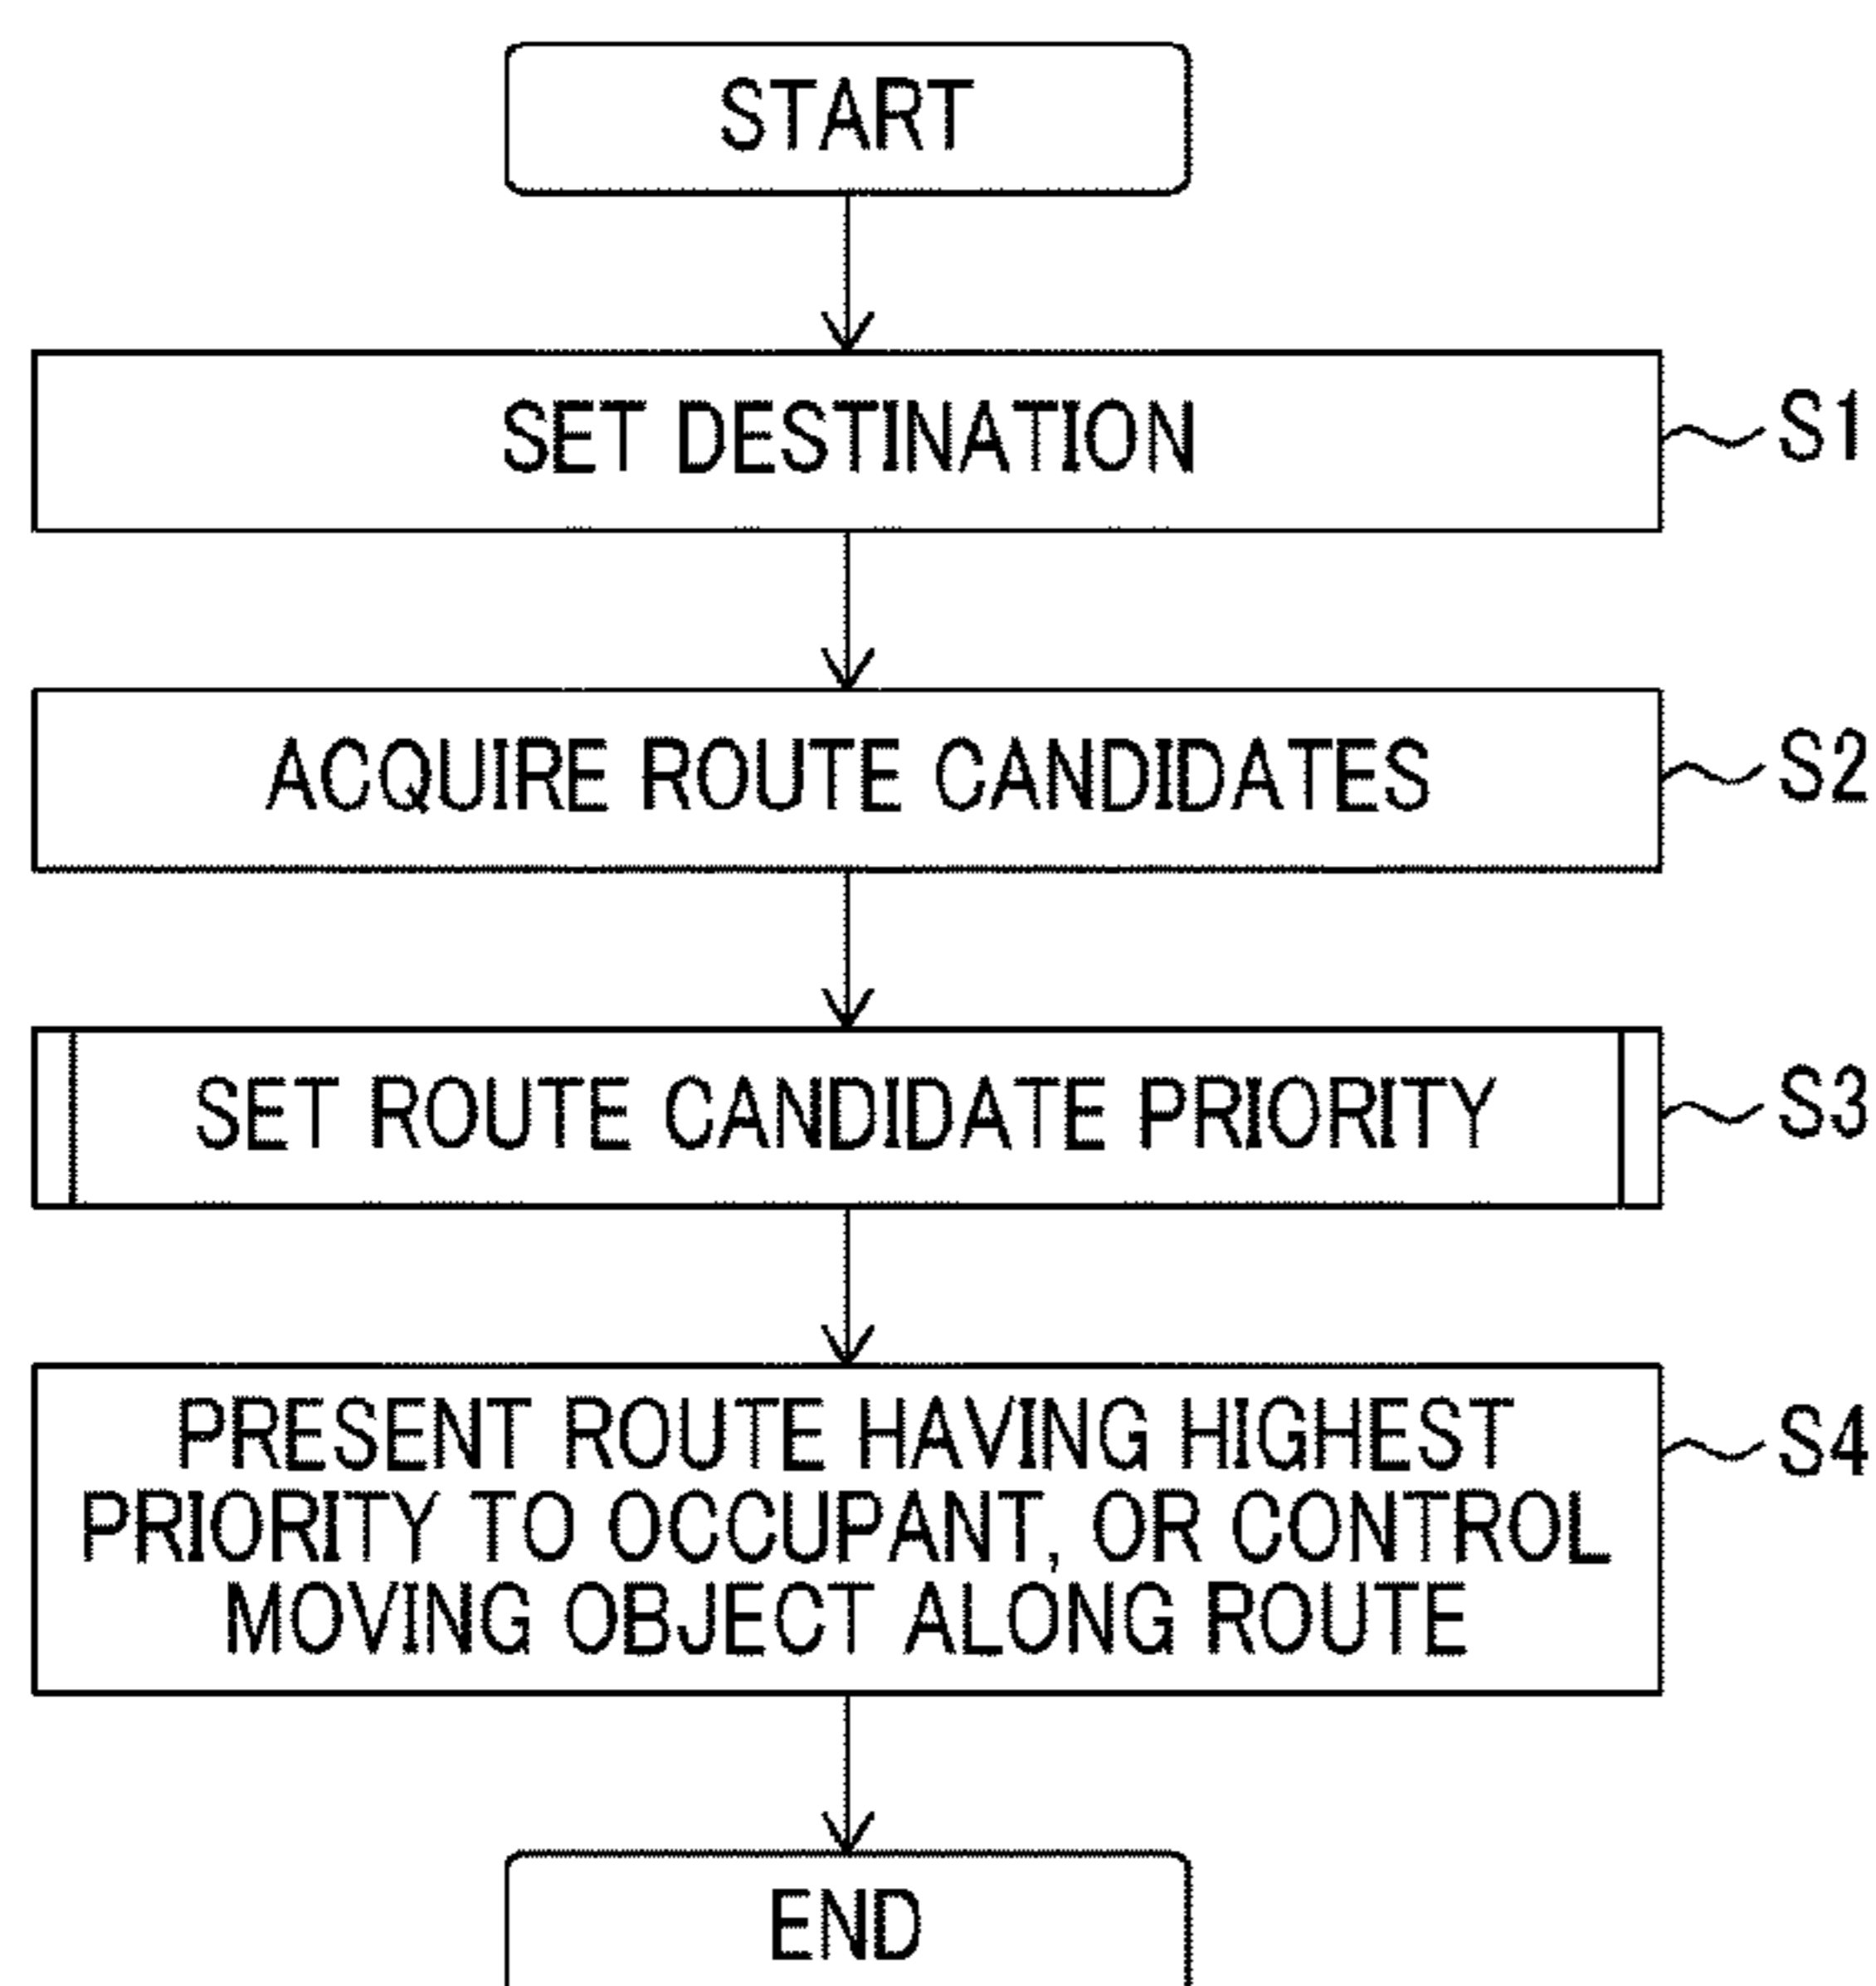 START
SET DESTINATION
S1
ACQUIRE ROUTE CANDIDATES
S2
SET ROUTE CANDIDATE PRIORITY
S3
PRESENT ROUTE HAVING HIGHEST
PRIORITY TO OCCUPANT, OR CONTROL
MOVING OBJECT ALONG ROUTE
S4
END